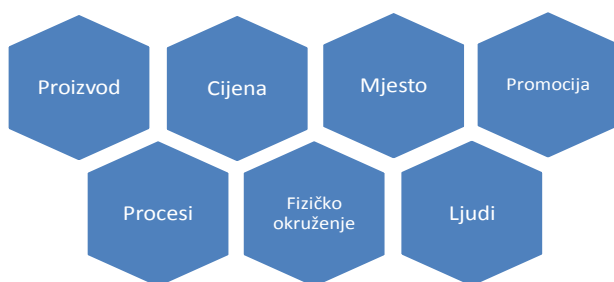 Proizvod
Cijena
Mjesto
Promocija
Procesi
Fizičko
okruženje
Ljudi